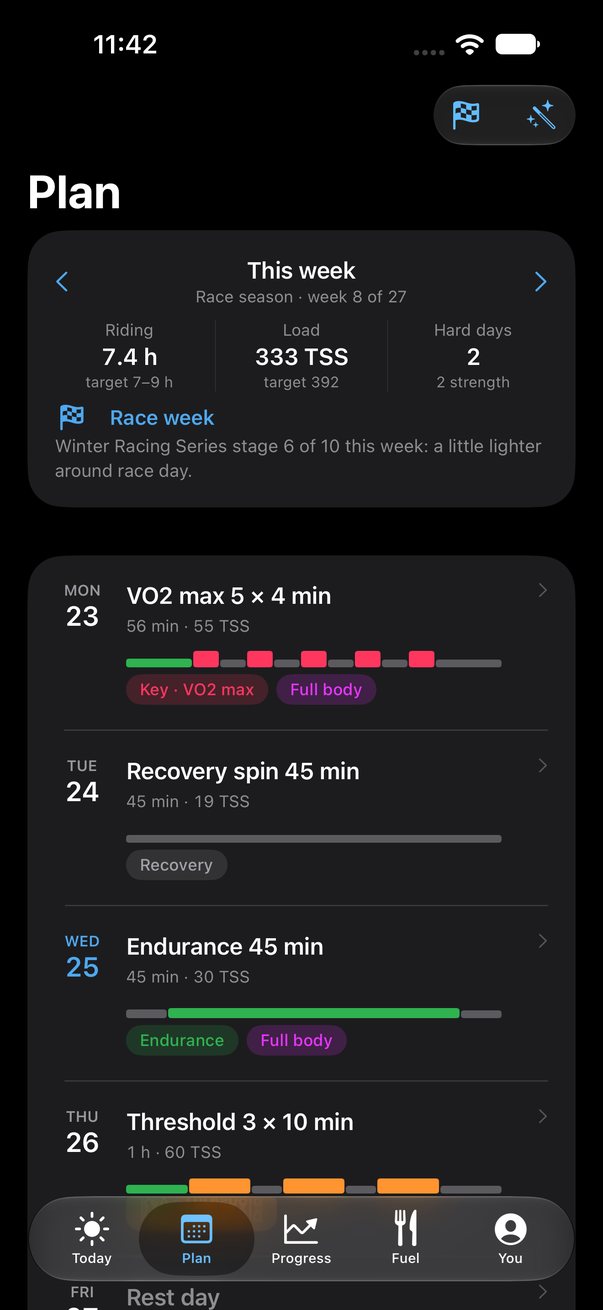 11:42
Plan
This week
Race season · week 8 of 27
Riding
7.4 h
target 7–9 h
Load
333 TSS
target 392
Hard days
2
2 strength
Race week
Winter Racing Series stage 6 of 10 this week: a little lighter
around race day.
MON
23
VO2 max 5 × 4 min
56 min · 55 TSS
Key · VO2 max
Full body
TUE
24
Recovery spin 45 min
45 min · 19 TSS
Recovery
WED
25
Endurance 45 min
45 min · 30 TSS
Endurance
Full body
THU
26
Threshold 3 × 10 min
1 h · 60 TSS
Today
Plan
Progress
Fuel
You
FRI
Rest day